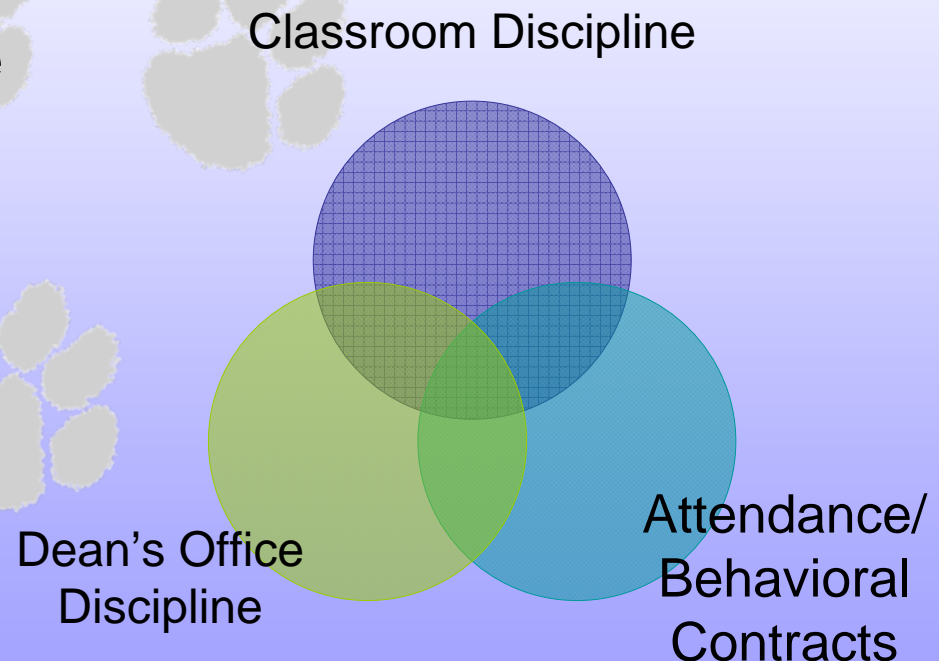 Classroom Discipline
Dean’s Office
Discipline
Attendance/
Behavioral
Contracts